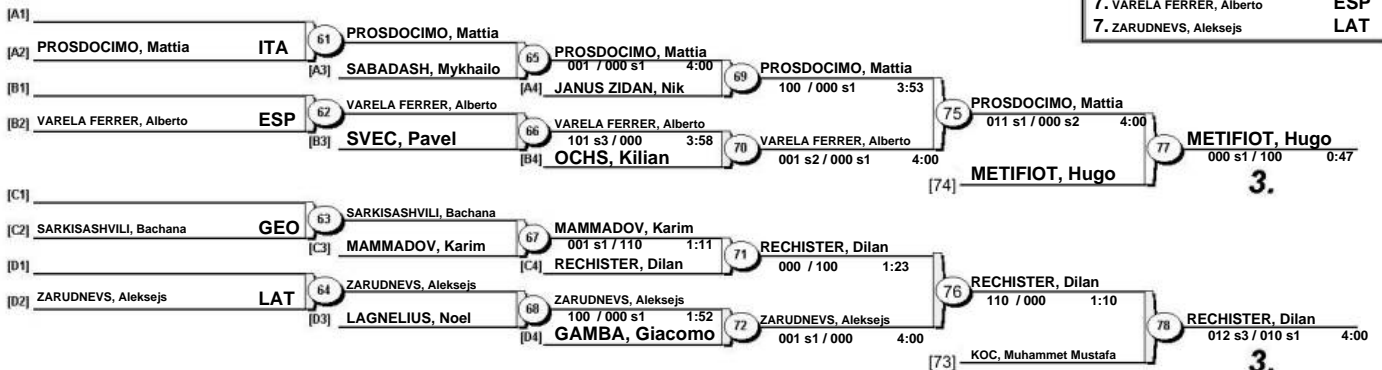 7. VARELA FERRER, Alberto ESP
7. ZARUDNEVS, Aleksejs LAT
[A1]
[A2] PROSDOCIMO, Mattia ITA
61 PROSDOCIMO, Mattia
[A3] SABADASH, Mykhailo
65 PROSDOCIMO, Mattia
001 / 000 s1 4:00
[A4] JANUS ZIDAN, Nik
69 PROSDOCIMO, Mattia
100 / 000 s1 3:53
[B1]
[B2] VARELA FERRER, Alberto ESP
62 VARELA FERRER, Alberto
[B3] SVEC, Pavel
66 VARELA FERRER, Alberto
101 s3 / 000 3:58
[B4] OCHS, Kilian
70 VARELA FERRER, Alberto
001 s2 / 000 s1 4:00
75 PROSDOCIMO, Mattia
011 s1 / 000 s2 4:00
[74] METIFIOT, Hugo
77 METIFIOT, Hugo
000 s1 / 100 0:47
3.
[C1]
[C2] SARKISASHVILI, Bachana GEO
63 SARKISASHVILI, Bachana
[C3] MAMMADOV, Karim
67 MAMMADOV, Karim
001 s1 / 110 1:11
[C4] RECHISTER, Dilan
71 RECHISTER, Dilan
000 / 100 1:23
[D1]
[D2] ZARUDNEVS, Aleksejs LAT
64 ZARUDNEVS, Aleksejs
[D3] LAGNELIUS, Noel
68 ZARUDNEVS, Aleksejs
100 / 000 s1 1:52
[D4] GAMBA, Giacomo
72 ZARUDNEVS, Aleksejs
001 s1 / 000 4:00
76 RECHISTER, Dilan
110 / 000 1:10
[73] KOC, Muhammet Mustafa
78 RECHISTER, Dilan
012 s3 / 010 s1 4:00
3.